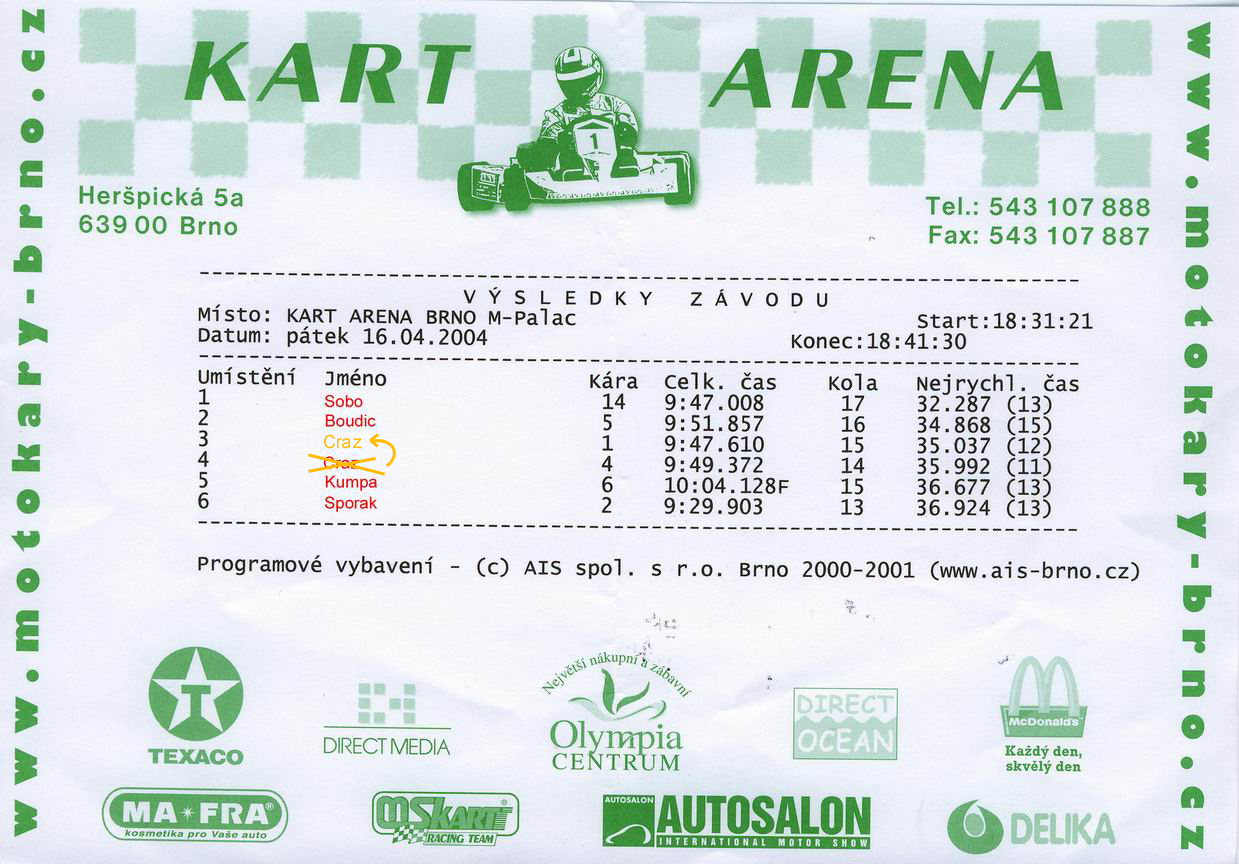 www.motokary-brno.cz
KART ARENA
1
Heršpická 5a
639 00 Brno
Tel.: 543 107 888
Fax: 543 107 887
www.motokary-brno.cz
VÝSLEDKY ZÁVODU
Místo: KART ARENA BRNO M-Palac Start:18:31:21
Datum: pátek 16.04.2004 Konec:18:41:30
Umístění Jméno Kára Celk. čas Kola Nejrychl. čas
1 Sobo 14 9:47.008 17 32.287 (13)
2 Boudic 5 9:51.857 16 34.868 (15)
3 Craz 1 9:47.610 15 35.037 (12)
4 Craz 4 9:49.372 14 35.992 (11)
5 Kumpa 6 10:04.128F 15 36.677 (13)
6 Sporak 2 9:29.903 13 36.924 (13)
Programové vybavení - (c) AIS spol. s r.o. Brno 2000-2001 (www.ais-brno.cz)
T
TEXACO
DIRECT MEDIA
Největší nákupní a zábavní
Olympia
CENTRUM
DIRECT
OCEAN
McDonald's
Každý den,
skvělý den
MA FRA®
kosmetika pro Vaše auto
MS KART®
RACING TEAM
AUTOSALON
AUTOSALON
INTERNATIONAL MOTOR SHOW
DELIKA